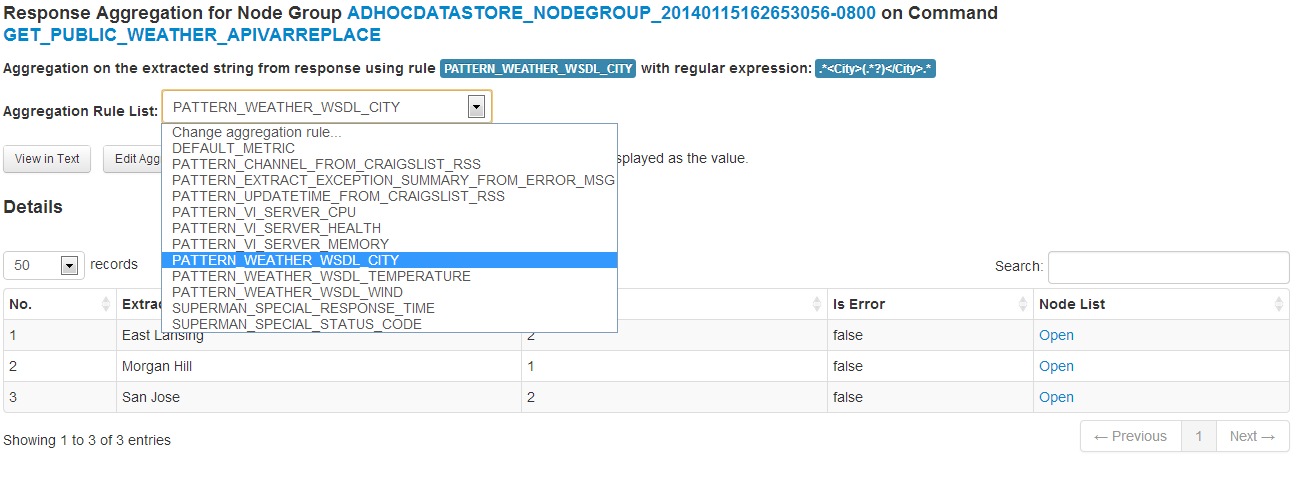 Response Aggregation for Node Group ADHOCDATASTORE_NODEGROUP_20140115162653056-0800 on Command
GET_PUBLIC_WEATHER_APIVARREPLACE
Aggregation on the extracted string from response using rule PATTERN_WEATHER_WSDL_CITY with regular expression: .*<City>(.*?)</City>.*
Aggregation Rule List: PATTERN_WEATHER_WSDL_CITY
Change aggregation rule...
DEFAULT_METRIC
PATTERN_CHANNEL_FROM_CRAIGSLIST_RSS
PATTERN_EXTRACT_EXCEPTION_SUMMARY_FROM_ERROR_MSG
PATTERN_UPDATETIME_FROM_CRAIGSLIST_RSS
PATTERN_VI_SERVER_CPU
PATTERN_VI_SERVER_HEALTH
PATTERN_VI_SERVER_MEMORY
PATTERN_WEATHER_WSDL_CITY
PATTERN_WEATHER_WSDL_TEMPERATURE
PATTERN_WEATHER_WSDL_WIND
SUPERMAN_SPECIAL_RESPONSE_TIME
SUPERMAN_SPECIAL_STATUS_CODE
View in Text Edit Agg splayed as the value.
Details
50 records Search:
No. Extra Is Error Node List
1 East Lansing 2 false Open
2 Morgan Hill 1 false Open
3 San Jose 2 false Open
Showing 1 to 3 of 3 entries ← Previous 1 Next →